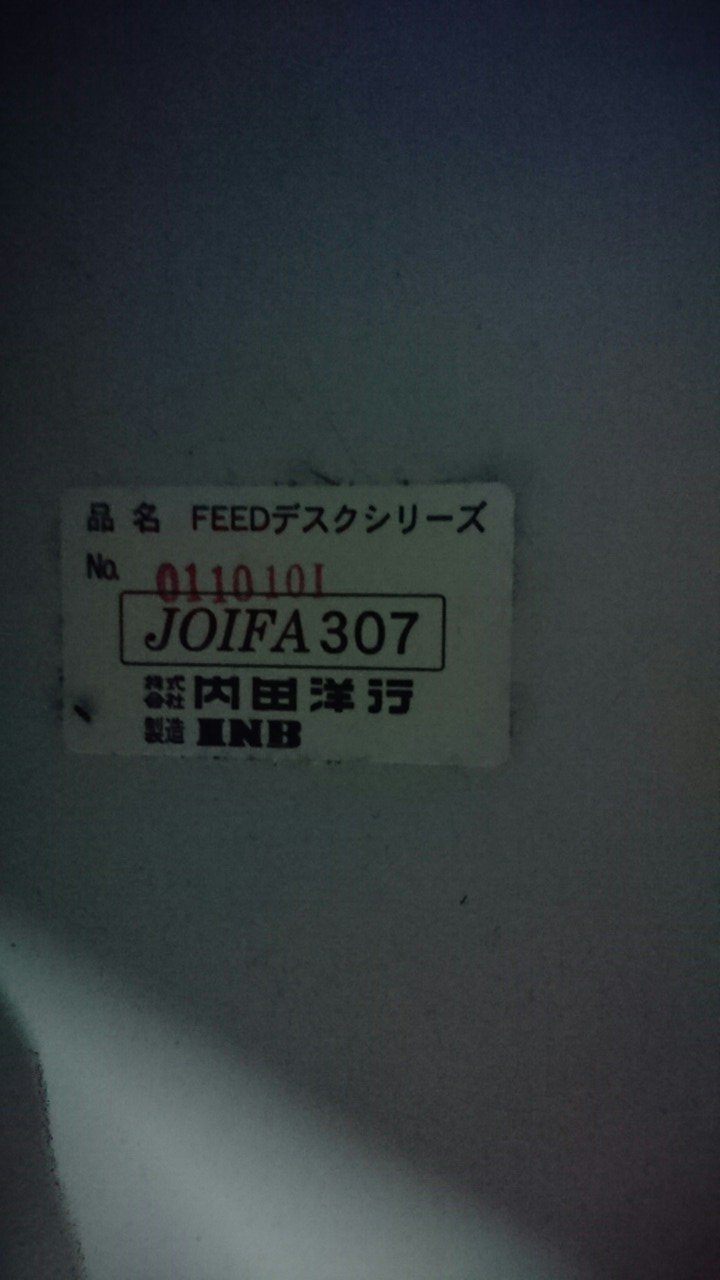 品名 FEEDデスクシリーズ
No. 0110101
JOIFA 307
株式会社 内田洋行
製造 INB